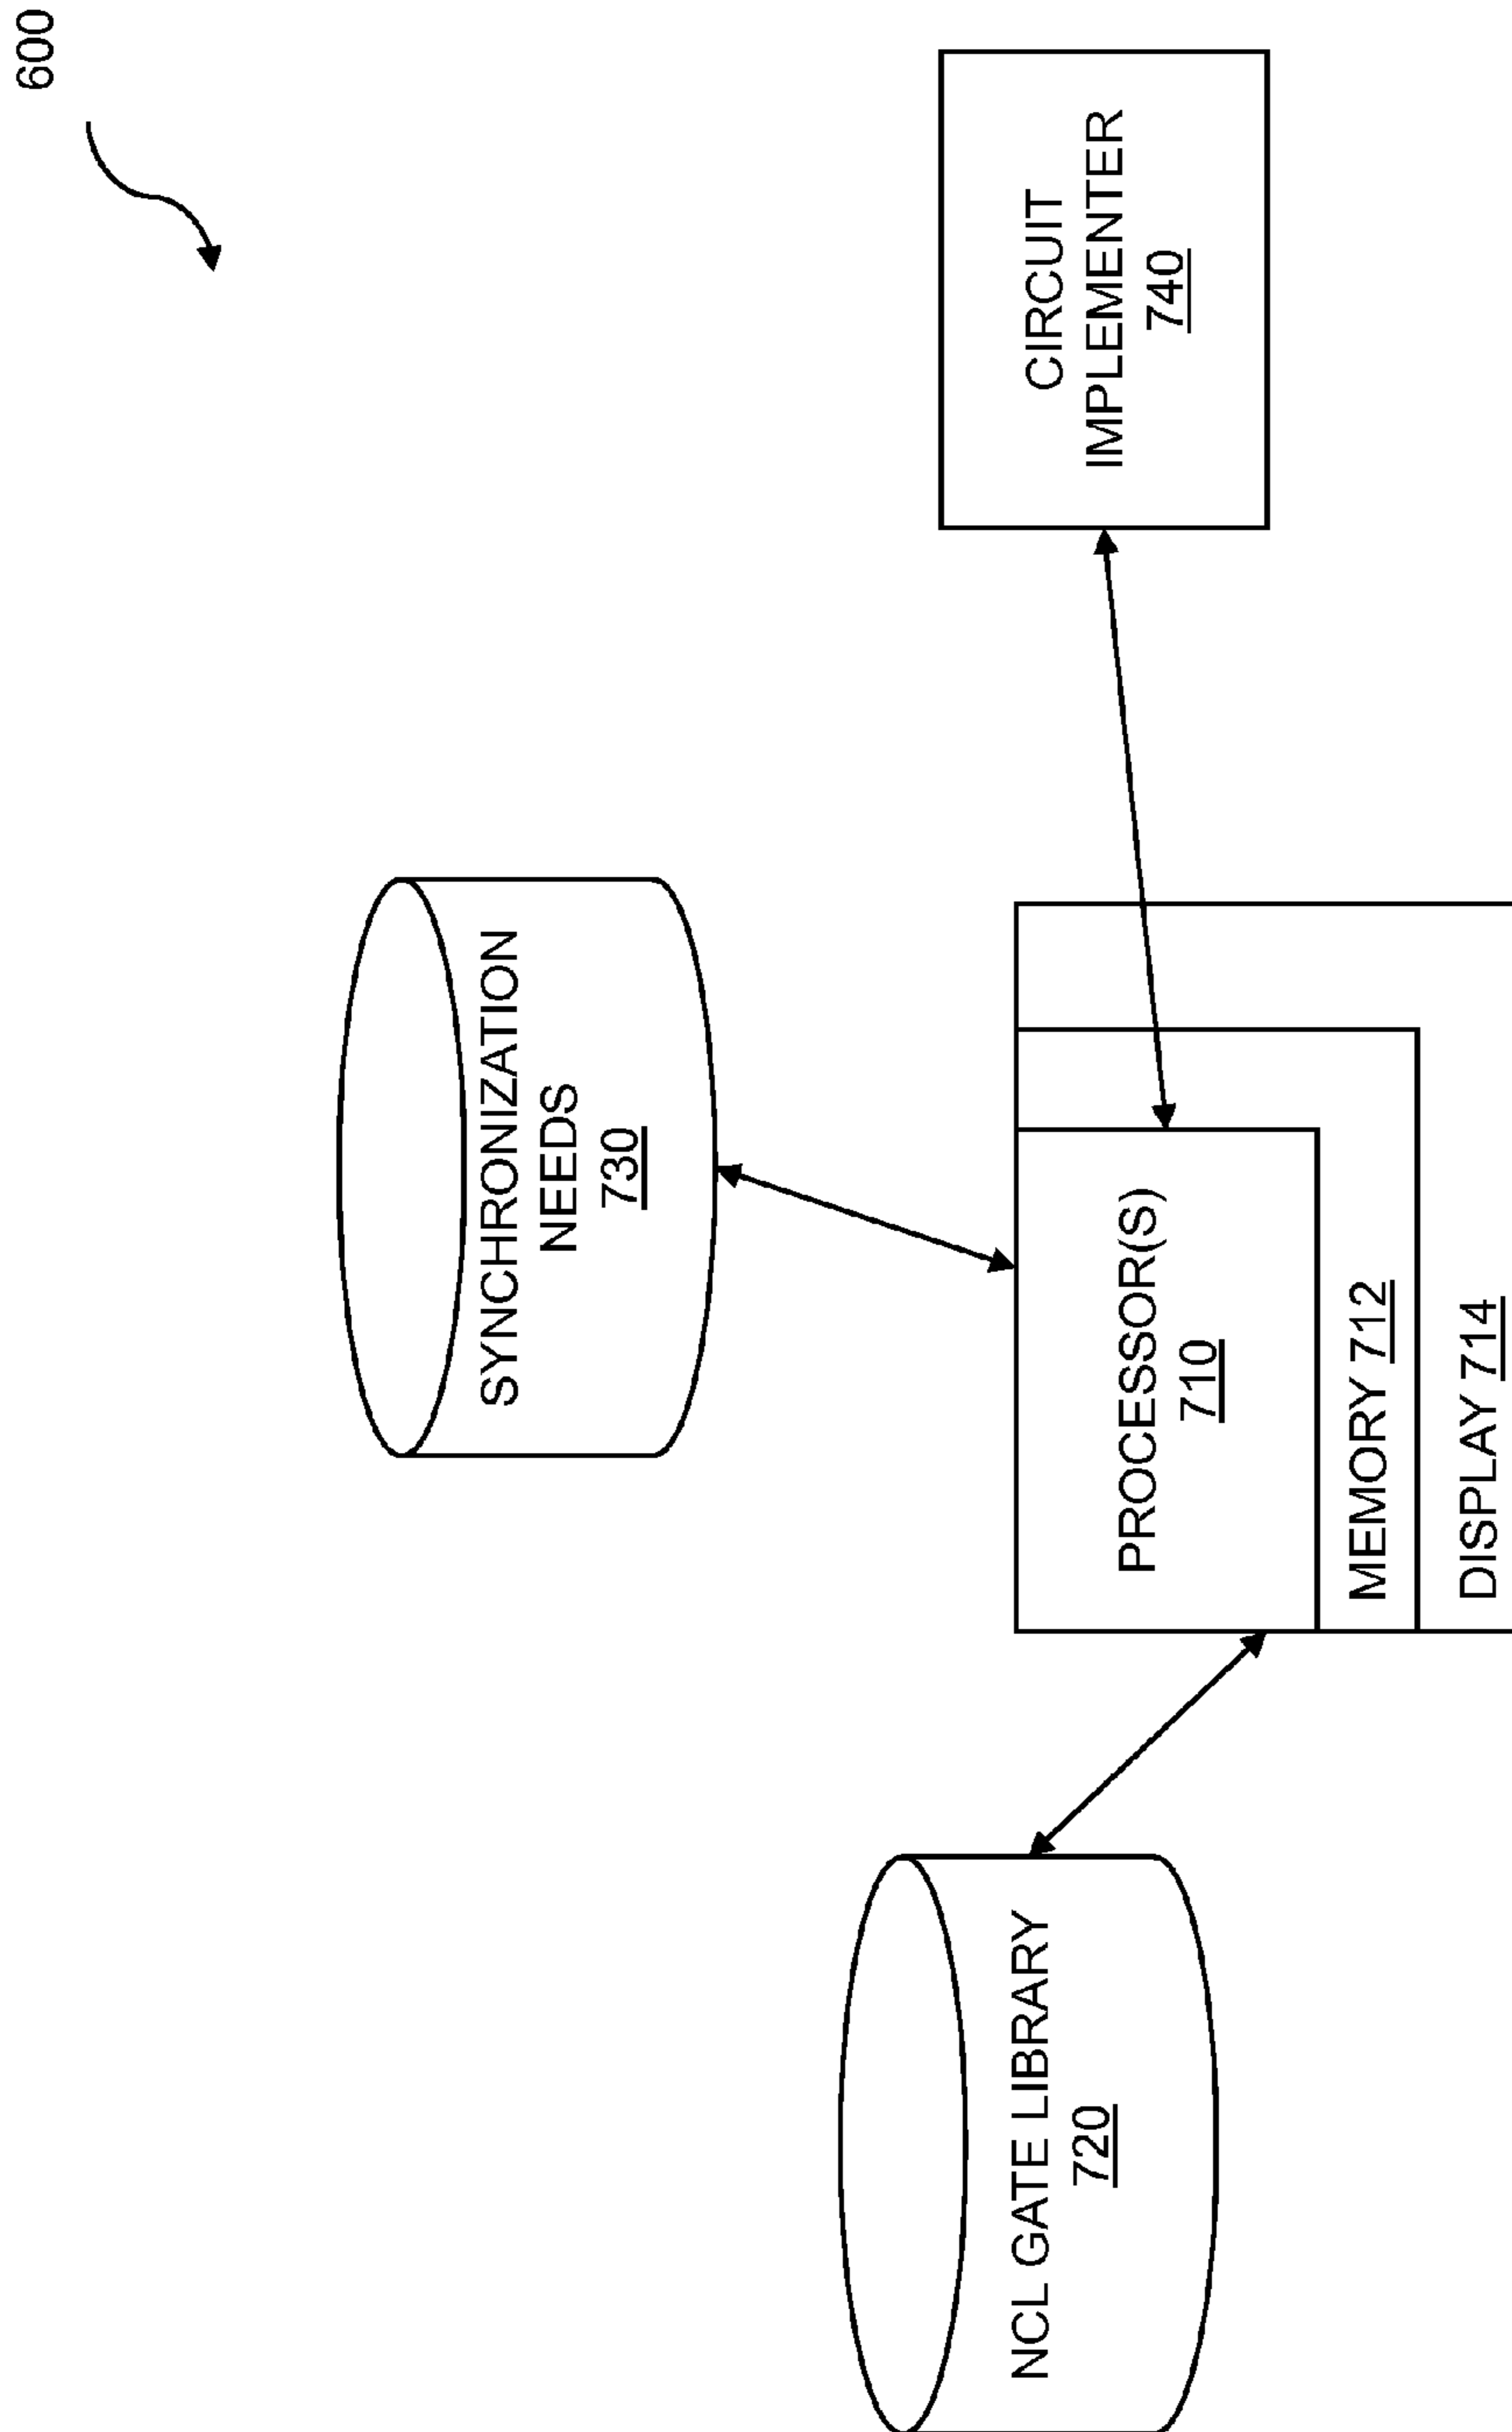 600
SYNCHRONIZATION
NEEDS
730
NCL GATE LIBRARY
720
PROCESSOR(S)
710
MEMORY 712
DISPLAY 714
CIRCUIT
IMPLEMENTER
740